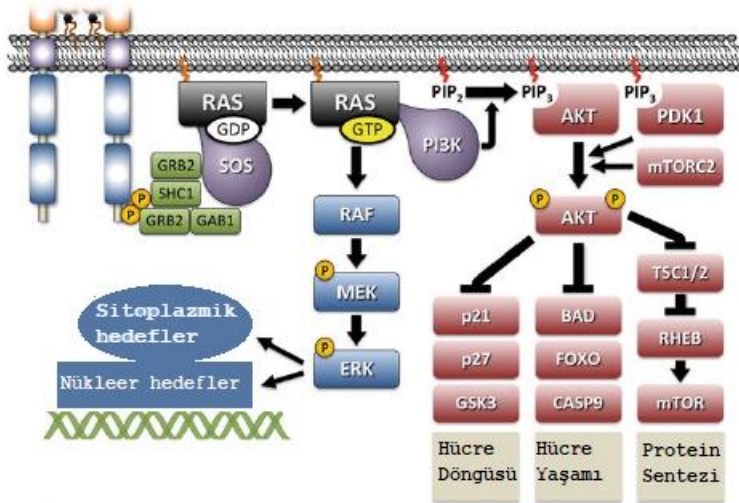 PIP2
PIP3
PIP3
RAS
RAS
AKT
PDK1
GDP
GTP
PI3K
SOS
GRB2
SHC1
GRB2
GAB1
P
P
mTORC2
RAF
P
AKT
P
P
MEK
TSC1/2
Sitoplazmik
hedefler
p21
BAD
RHEB
P
ERK
p27
FOXO
Nükleer hedefler
GSK3
CASP9
mTOR
Hücre
Döngüsü
Hücre
Yaşamı
Protein
Sentezi